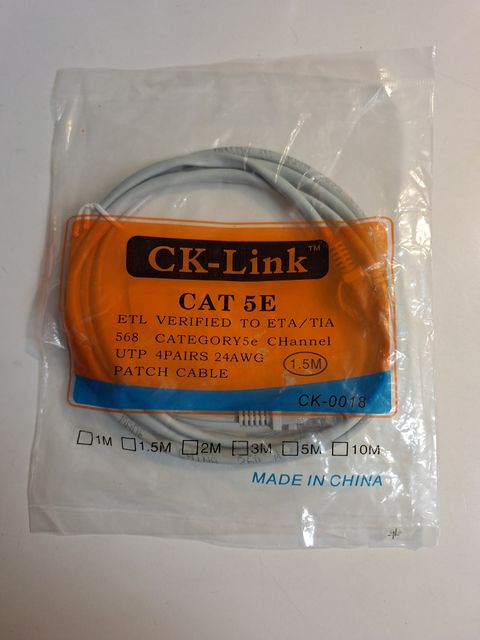 CK-Link™
CAT 5E
ETL VERIFIED TO ETA/TIA
568 CATEGORY5e CHannel
UTP 4PAIRS 24AWG
PATCH CABLE
1.5M
CK-0018
1M 1.5M 2M 3M 5M 10M
MADE IN CHINA